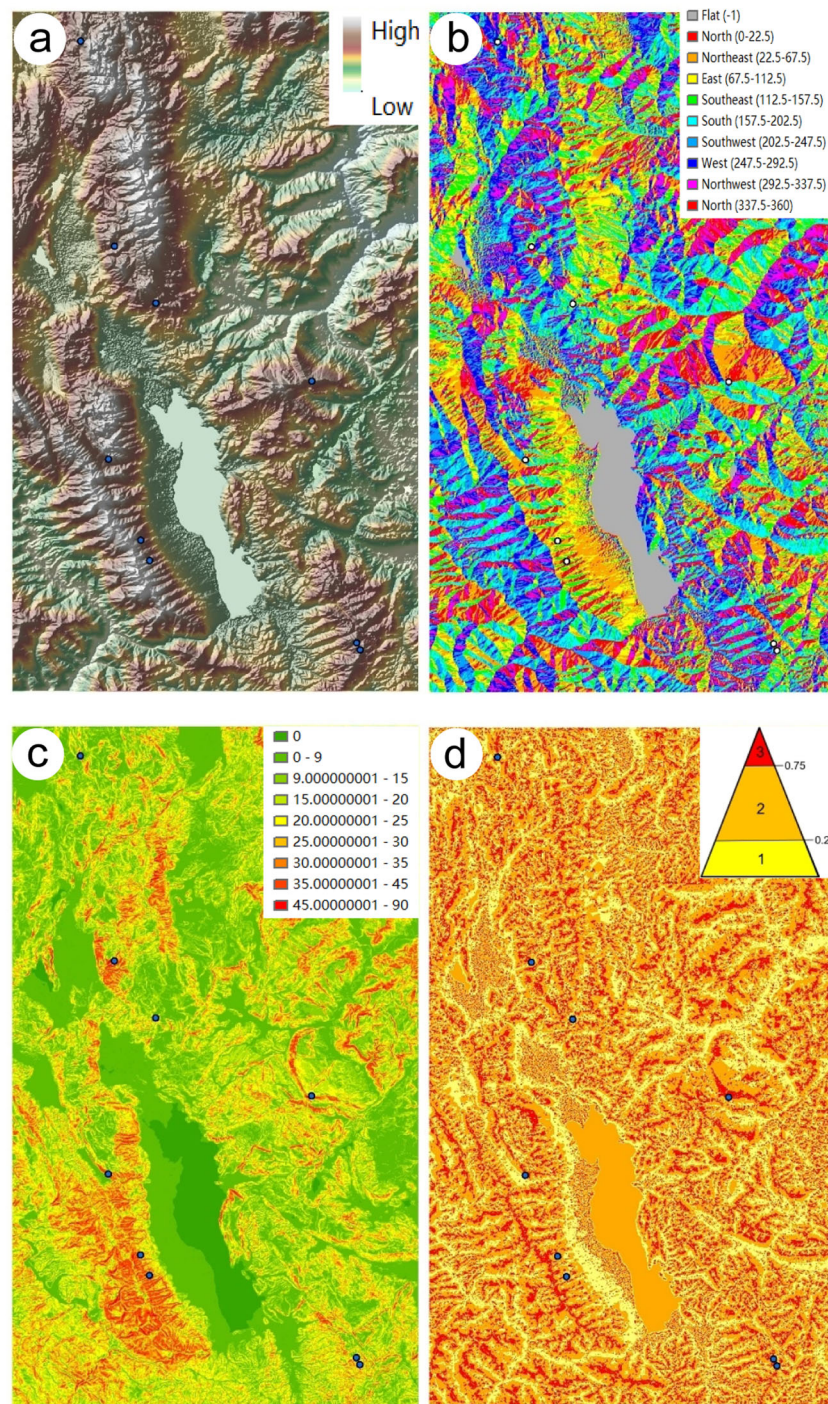 a
High
Low
b
Flat (-1)
North (0-22.5)
Northeast (22.5-67.5)
East (67.5-112.5)
Southeast (112.5-157.5)
South (157.5-202.5)
Southwest (202.5-247.5)
West (247.5-292.5)
Northwest (292.5-337.5)
North (337.5-360)
c
0
0 - 9
9.000000001 - 15
15.00000001 - 20
20.00000001 - 25
25.00000001 - 30
30.00000001 - 35
35.00000001 - 45
45.00000001 - 90
d
3
0.75
2
0.2
1